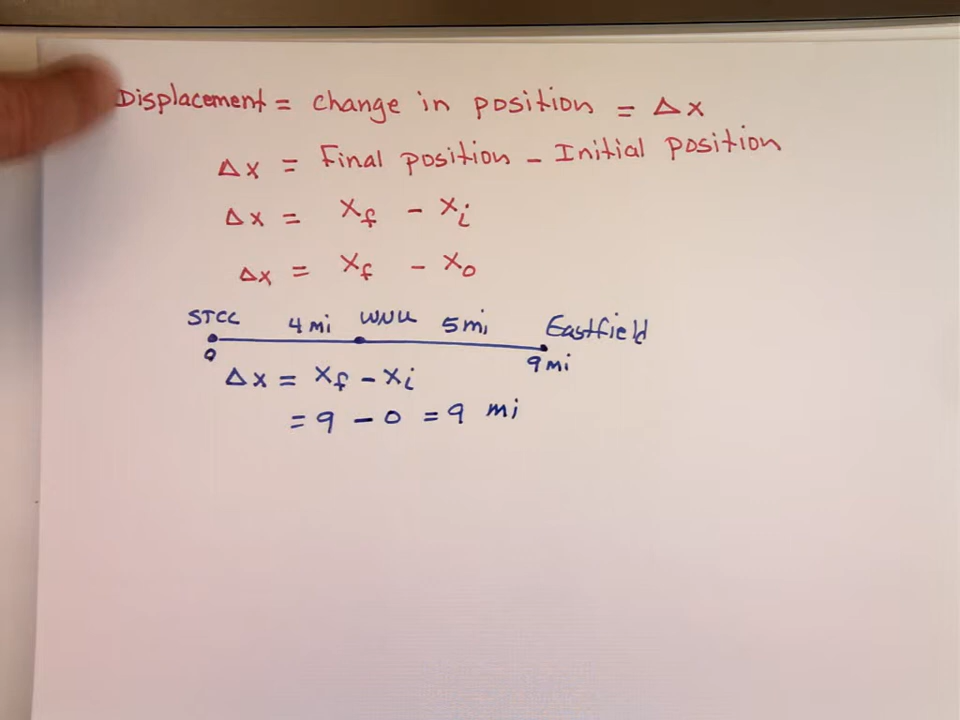 Displacement = change in position = Δx
Δx = Final position - Initial position
Δx = xf - xi
Δx = xf - xo
STCC 4 mi WNU 5 mi Eastfield
0 9 mi
Δx = xf - xi
= 9 - 0 = 9 mi